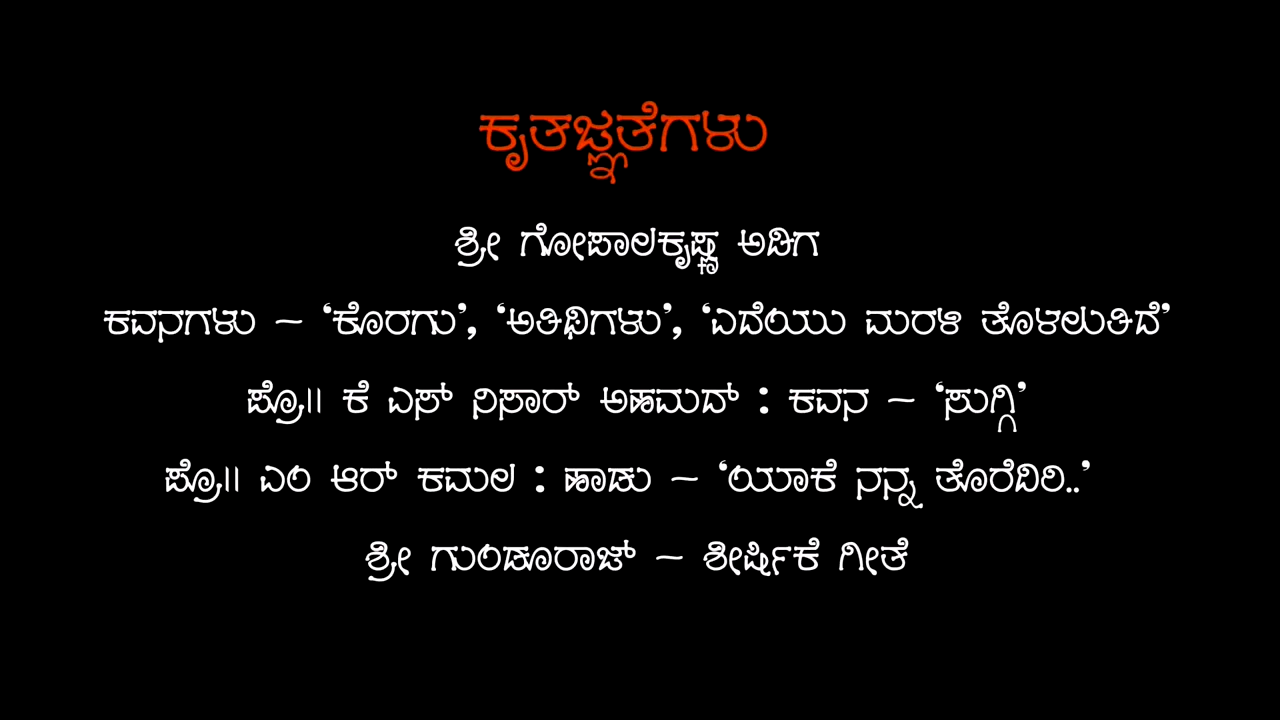 ಕೃತಜ್ಞತೆಗಳು
ಶ್ರೀ ಗೋಪಾಲಕೃಷ್ಣ ಅಡಿಗ
ಕವನಗಳು – ‘ಕೊರಗು’, ‘ಅತಿಥಿಗಳು’, ‘ಎದೆಯು ಮರಳಿ ತೊಳಲುತಿದೆ’
ಪ್ರೊ॥ ಕೆ ಎಸ್ ನಿಸಾರ್ ಅಹಮದ್ : ಕವನ – ‘ಸುಗ್ಗಿ’
ಪ್ರೊ॥ ಎಂ ಆರ್ ಕಮಲ : ಹಾಡು – ‘ಯಾಕೆ ನನ್ನ ತೊರೆದಿರಿ..’
ಶ್ರೀ ಗುಂಡೂರಾಜ್ – ಶೀರ್ಷಿಕೆ ಗೀತೆ